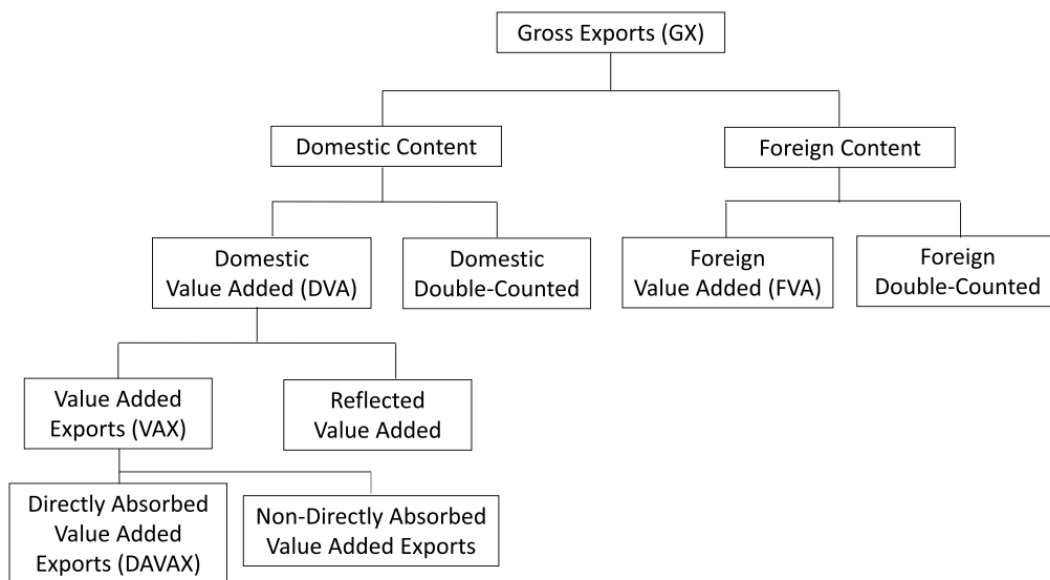 Gross Exports (GX)
Domestic Content
Foreign Content
Domestic
Value Added (DVA)
Domestic
Double-Counted
Foreign
Value Added (FVA)
Foreign
Double-Counted
Value Added
Exports (VAX)
Reflected
Value Added
Directly Absorbed
Value Added
Exports (DAVAX)
Non-Directly Absorbed
Value Added Exports